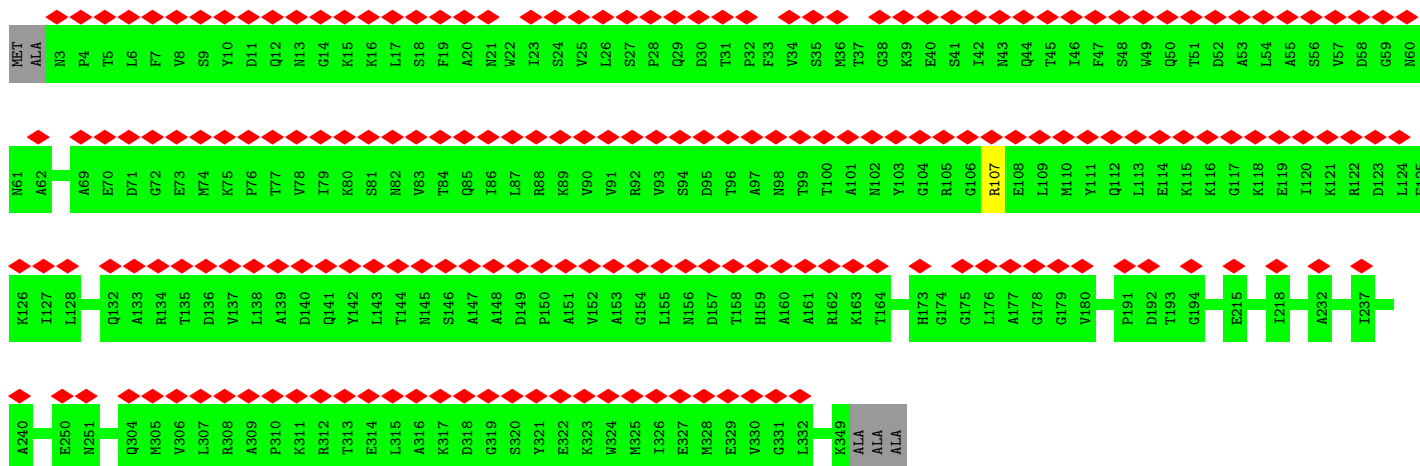 MET ALA N3 P4 T5 L6 F7 V8 S9 Y10 D11 Q12 N13 G14 K15 K16 L17 S18 F19 A20 N21 W22 I23 S24 V25 L26 S27 P28 Q29 D30 T31 P32 F33 V34 S35 M36 T37 G38 K39 E40 S41 I42 N43 Q44 T45 I46 F47 S48 W49 Q50 T51 D52 A53 L54 A55 S56 V57 D58 G59 N60
N61 A62 A69 E70 D71 G72 E73 M74 K75 P76 T77 V78 I79 K80 S81 N82 V83 T84 Q85 I86 L87 R88 K89 V90 V91 R92 V93 S94 D95 T96 A97 N98 T99 T100 A101 N102 Y103 G104 R105 G106 R107 E108 L109 M110 Y111 Q112 L113 E114 K115 K116 G117 K118 E119 I120 K121 R122 D123 L124
K126 I127 L128 Q132 A133 R134 T135 D136 V137 L138 A139 D140 Q141 Y142 L143 T144 N145 S146 A147 A148 D149 P150 A151 V152 A153 G154 L155 N156 D157 T158 H159 A160 A161 R162 K163 T164 H173 G174 G175 L176 A177 G178 G179 V180 P191 D192 T193 G194 E215 I218 A232 I237
A240 E250 N251 Q304 M305 V306 L307 R308 A309 P310 K311 R312 T313 E314 L315 A316 K317 D318 G319 S320 Y321 E322 K323 W324 M325 I326 E327 M328 E329 V330 G331 L332 K349 ALA ALA ALA